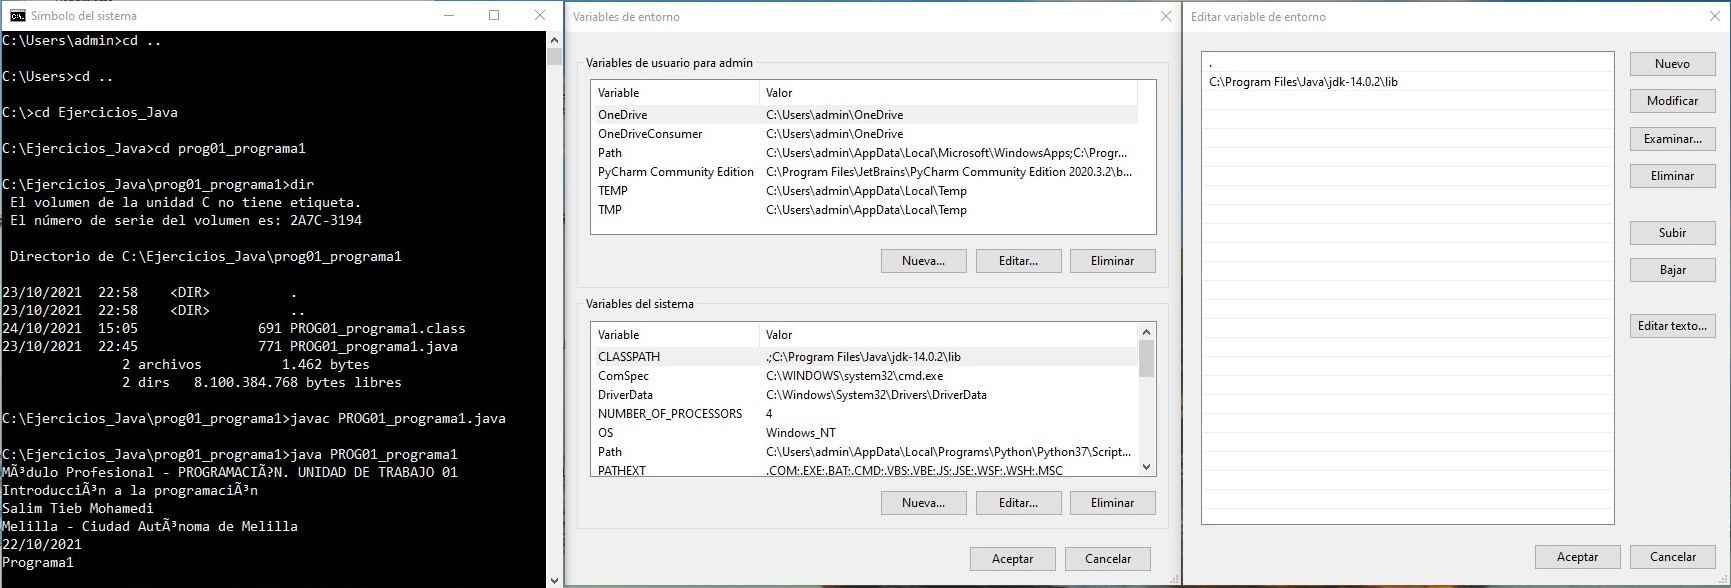 Símbolo del sistema
C:\Users\admin>cd ..
C:\Users>cd ..
C:\>cd Ejercicios_Java
C:\Ejercicios_Java>cd prog01_programa1
C:\Ejercicios_Java\prog01_programa1>dir
El volumen de la unidad C no tiene etiqueta.
El número de serie del volumen es: 2A7C-3194
Directorio de C:\Ejercicios_Java\prog01_programa1
23/10/2021 22:58 <DIR> .
23/10/2021 22:58 <DIR> ..
24/10/2021 15:05 691 PROG01_programa1.class
23/10/2021 22:45 771 PROG01_programa1.java
2 archivos 1.462 bytes
2 dirs 8.100.384.768 bytes libres
C:\Ejercicios_Java\prog01_programa1>javac PROG01_programa1.java
C:\Ejercicios_Java\prog01_programa1>java PROG01_programa1
MÃ³dulo Profesional - PROGRAMACIÃ?N. UNIDAD DE TRABAJO 01
IntroducciÃ³n a la programaciÃ³n
Salim Tieb Mohamedi
Melilla - Ciudad AutÃ³noma de Melilla
22/10/2021
Programa1
Variables de entorno
Variables de usuario para admin
Variable Valor
OneDrive C:\Users\admin\OneDrive
OneDriveConsumer C:\Users\admin\OneDrive
Path C:\Users\admin\AppData\Local\Microsoft\WindowsApps;C:\Progr...
PyCharm Community Edition C:\Program Files\JetBrains\PyCharm Community Edition 2020.3.2\b...
TEMP C:\Users\admin\AppData\Local\Temp
TMP C:\Users\admin\AppData\Local\Temp
Nueva... Editar... Eliminar
Variables del sistema
Variable Valor
CLASSPATH .;C:\Program Files\Java\jdk-14.0.2\lib
ComSpec C:\WINDOWS\system32\cmd.exe
DriverData C:\Windows\System32\Drivers\DriverData
NUMBER_OF_PROCESSORS 4
OS Windows_NT
Path C:\Users\admin\AppData\Local\Programs\Python\Python37\Script...
PATHEXT .COM;.EXE;.BAT;.CMD;.VBS;.VBE;.JS;.JSE;.WSF;.WSH;.MSC
Nueva... Editar... Eliminar
Aceptar Cancelar
Editar variable de entorno
.
C:\Program Files\Java\jdk-14.0.2\lib
Nuevo
Modificar
Examinar...
Eliminar
Subir
Bajar
Editar texto...
Aceptar Cancelar